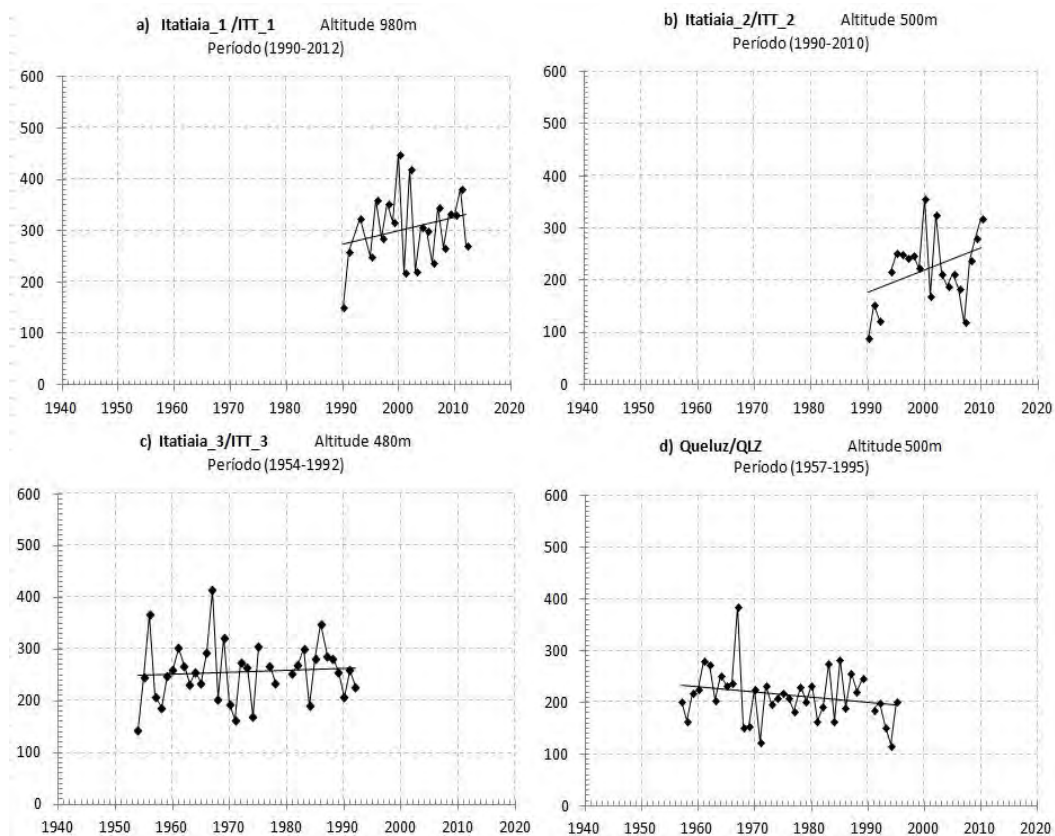 a) Itatiaia_1 /ITT_1 Altitude 980m
Período (1990-2012)
600
500
400
300
200
100
0
1940 1950 1960 1970 1980 1990 2000 2010 2020
b) Itatiaia_2/ITT_2 Altitude 500m
Período (1990-2010)
600
500
400
300
200
100
0
1940 1950 1960 1970 1980 1990 2000 2010 2020
c) Itatiaia_3/ITT_3 Altitude 480m
Período (1954-1992)
600
500
400
300
200
100
0
1940 1950 1960 1970 1980 1990 2000 2010 2020
d) Queluz/QLZ Altitude 500m
Período (1957-1995)
600
500
400
300
200
100
0
1940 1950 1960 1970 1980 1990 2000 2010 2020